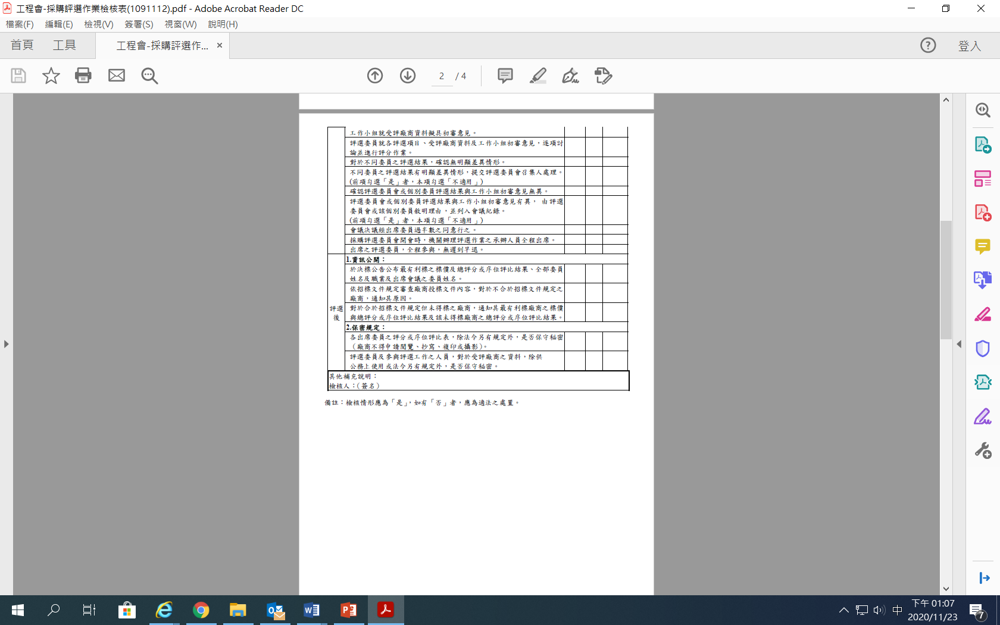 工程會-採購評選作業檢核表(1091112).pdf - Adobe Acrobat Reader DC
檔案(F) 編輯(E) 檢視(V) 簽署(S) 視窗(W) 說明(H)
首頁 工具 工程會-採購評選作... × 登入
2 / 4
工作小組就受評廠商資料擬具初審意見。
評選委員就各評選項目、受評廠商資料及工作小組初審意見，逐項討
論並進行評分作業。
對於不同委員之評選結果，確認無明顯差異情形。
不同委員之評選結果有明顯差異情形，提交評選委員會召集人處理。
(前項勾選「是」者，本項勾選「不適用」)
確認評選委員會或個別委員評選結果與工作小組初審意見無異。
評選委員會或個別委員評選結果與工作小組初審意見有異， 由評選
委員會或該個別委員敘明理由，並列入會議紀錄。
(前項勾選「是」者，本項勾選「不適用」)
會議決議經出席委員過半數之同意行之。
採購評選委員會開會時，機關辦理評選作業之承辦人員全程出席。
出席之評選委員，全程參與，無遲到早退。
評選
後
1.資訊公開：
於決標公告公布最有利標之標價及總評分或序位評比結果、全部委員
姓名及職業及出席會議之委員姓名。
依招標文件規定審查廠商投標文件內容，對於不合於招標文件規定之
廠商，通知其原因。
對於合於招標文件規定但未得標之廠商，通知其最有利標廠商之標價
與總評分或序位評比結果及該未得標廠商之總評分或序位評比結果。
2.保密規定：
各出席委員之評分或序位評比表，除法令另有規定外，是否保守秘密
（廠商不得申請閱覽、抄寫、複印或攝影）。
評選委員及參與評選工作之人員，對於受評廠商之資料，除供
公務上使用或法令另有規定外，是否保守秘密。
其他補充說明：
檢核人：(簽名)
備註：檢核情形應為「是」，如有「否」者，應為適法之處置。
中
下午 01:07
2020/11/23
7